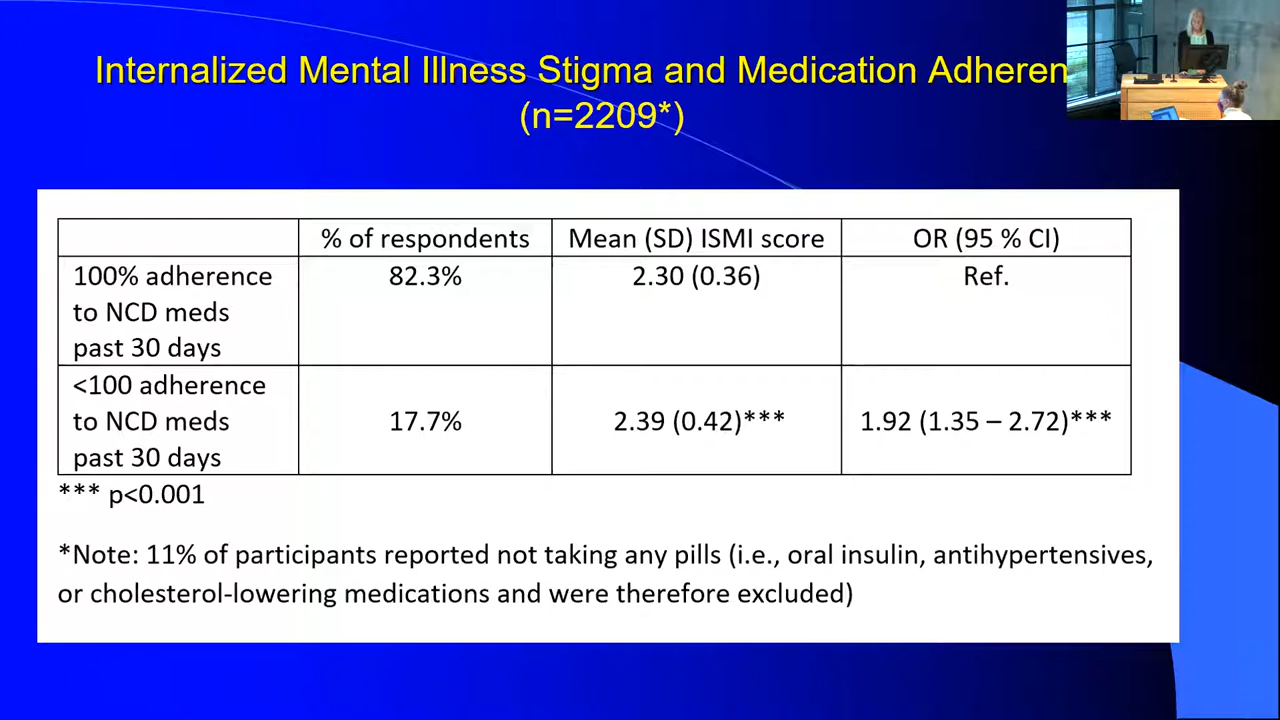 Internalized Mental Illness Stigma and Medication Adheren
(n=2209*)
% of respondents Mean (SD) ISMI score OR (95 % CI)
100% adherence
to NCD meds
past 30 days
82.3% 2.30 (0.36) Ref.
<100 adherence
to NCD meds
past 30 days
17.7% 2.39 (0.42)*** 1.92 (1.35 – 2.72)***
*** p<0.001
*Note: 11% of participants reported not taking any pills (i.e., oral insulin, antihypertensives,
or cholesterol-lowering medications and were therefore excluded)